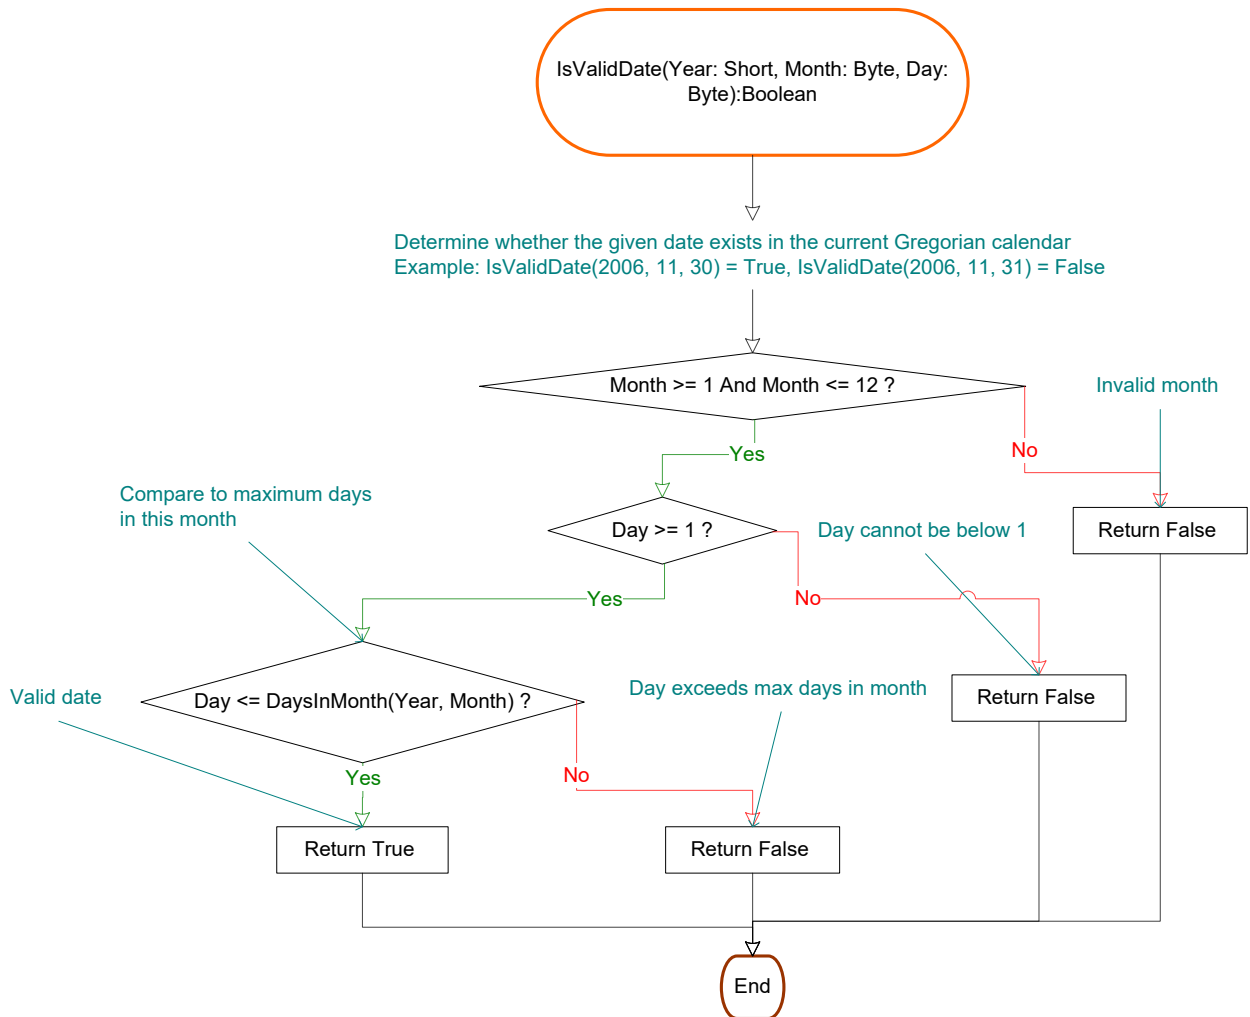 IsValidDate(Year: Short, Month: Byte, Day:
Byte):Boolean
Determine whether the given date exists in the current Gregorian calendar
Example: IsValidDate(2006, 11, 30) = True, IsValidDate(2006, 11, 31) = False
Month >= 1 And Month <= 12 ?
Invalid month
Yes
No
Compare to maximum days
in this month
Day >= 1 ?
Day cannot be below 1
Return False
Yes
No
Valid date
Day <= DaysInMonth(Year, Month) ?
Day exceeds max days in month
Return False
Yes
No
Return True
Return False
End